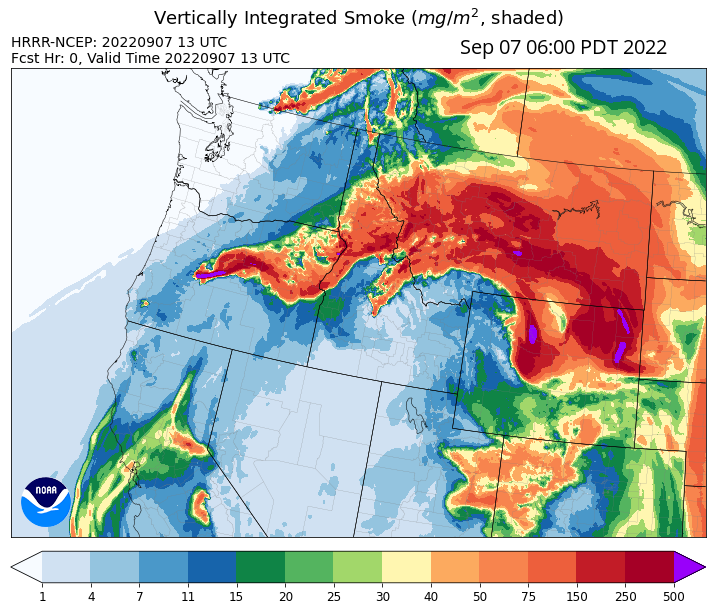 Vertically Integrated Smoke (mg/m², shaded)
HRRR-NCEP: 20220907 13 UTC
Fcst Hr: 0, Valid Time 20220907 13 UTC
Sep 07 06:00 PDT 2022
NOAA
1 4 7 11 15 20 25 30 40 50 75 150 250 500